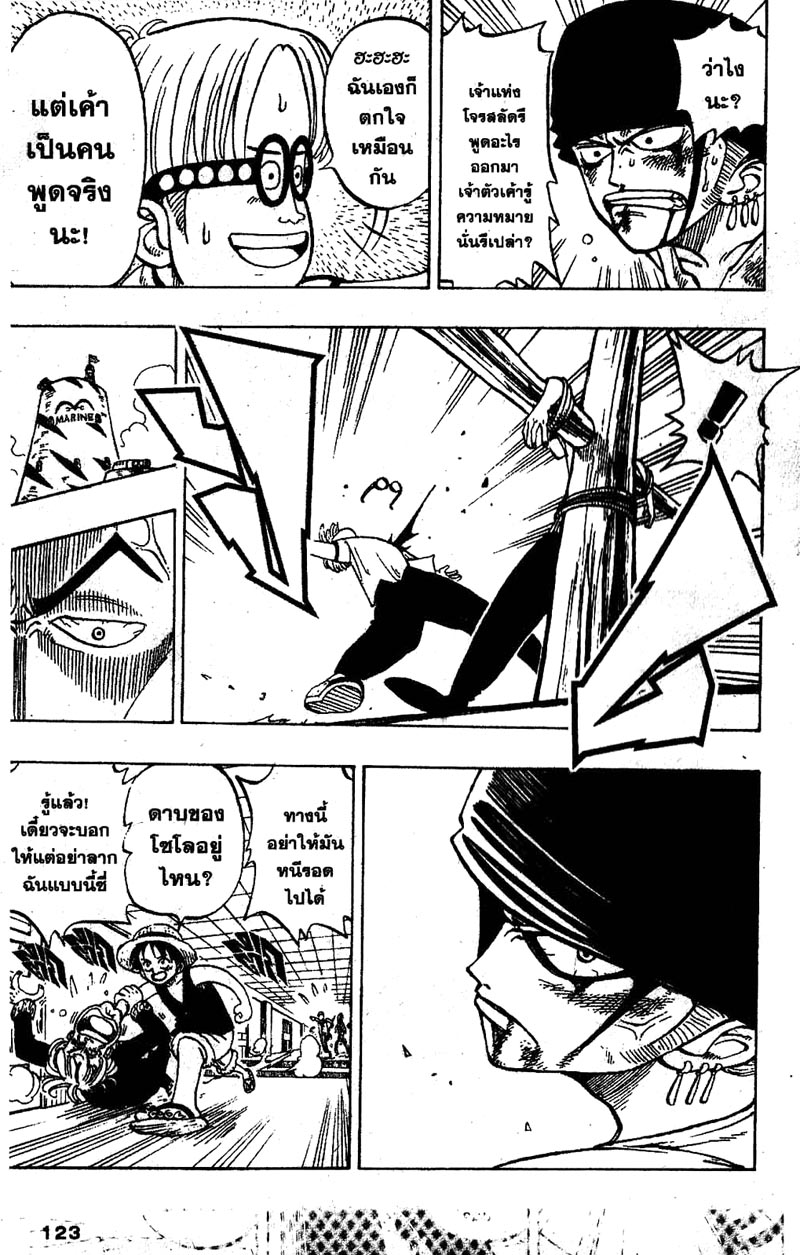 ว่าไง
นะ?
เจ้าแท่ง
โจรสลัดรึ
พูดอะไร
ออกมา
เจ้าตัวเค้ารู้
ความหมาย
นั่นรึเปล่า?
ฮะฮะฮะ
ฉันเองก็
ตกใจ
เหมือน
กัน
แต่เค้า
เป็นคน
พูดจริง
นะ!
!
MARINE
ทางนี้
อย่าให้มัน
หนีรอด
ไปได้
ดาบของ
โซโลอยู่
ไหน?
รู้แล้ว!
เดี๋ยวจะบอก
ให้แต่อย่าลาก
ฉันแบบนี้ซี่
123